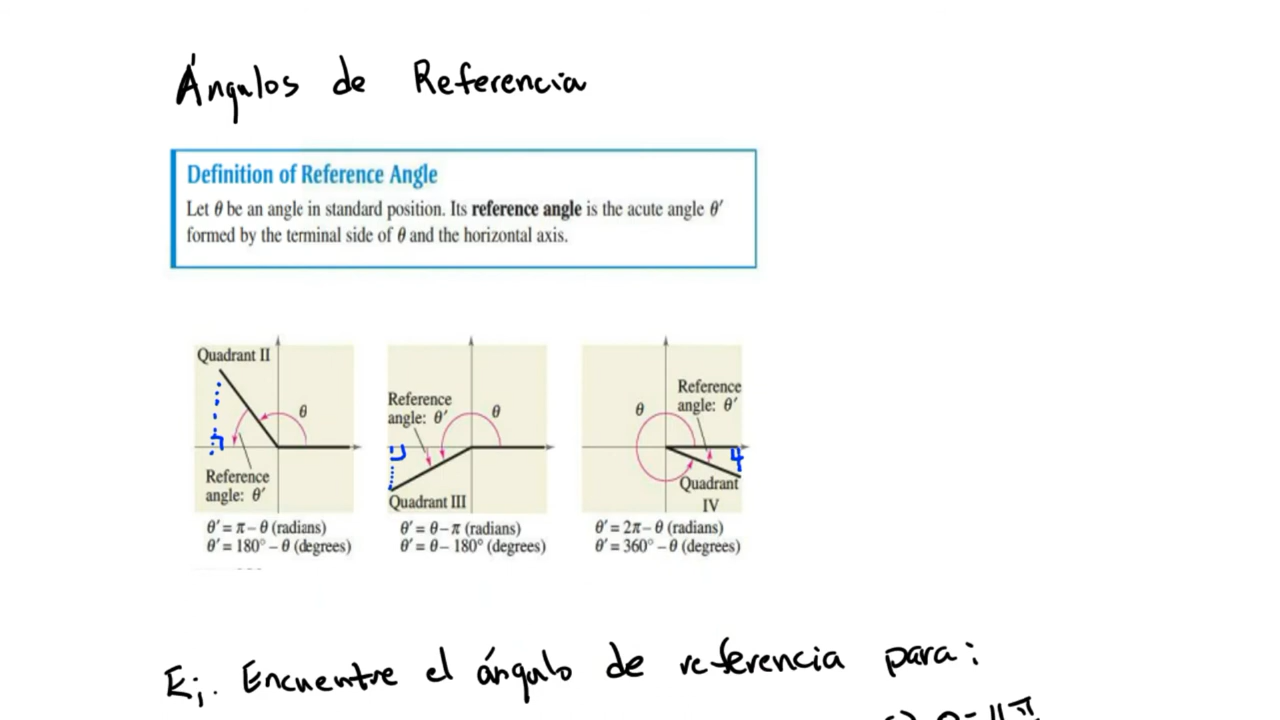 Ángulos de Referencia
Definition of Reference Angle
Let θ be an angle in standard position. Its reference angle is the acute angle θ′
formed by the terminal side of θ and the horizontal axis.
Quadrant II
θ
Reference
angle: θ′
θ′ = π – θ (radians)
θ′ = 180° – θ (degrees)
Reference
angle: θ′
θ
Quadrant III
θ′ = θ – π (radians)
θ′ = θ – 180° (degrees)
Reference
angle: θ′
θ
Quadrant
IV
θ′ = 2π – θ (radians)
θ′ = 360° – θ (degrees)
Ej. Encuentre el ángulo de referencia para: